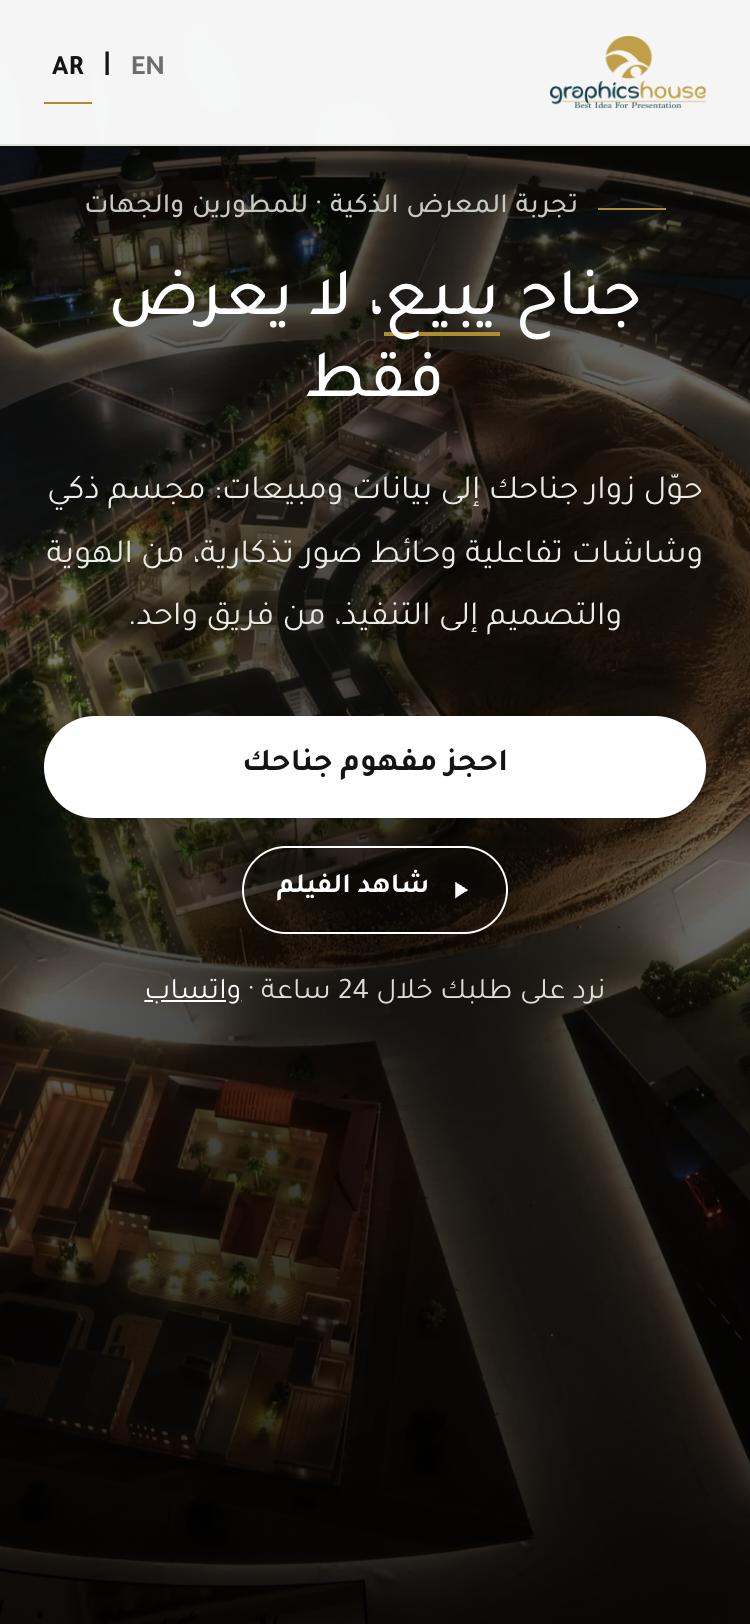 graphicshouse
Best Idea For Presentation
AR | EN
تجربة المعرض الذكية · للمطورين والجهات
جناح يبيع، لا يعرض
فقط
حوّل زوار جناحك إلى بيانات ومبيعات: مجسم ذكي
وشاشات تفاعلية وحائط صور تذكارية، من الهوية
والتصميم إلى التنفيذ، من فريق واحد.
احجز مفهوم جناحك
شاهد الفيلم
نرد على طلبك خلال 24 ساعة · واتساب